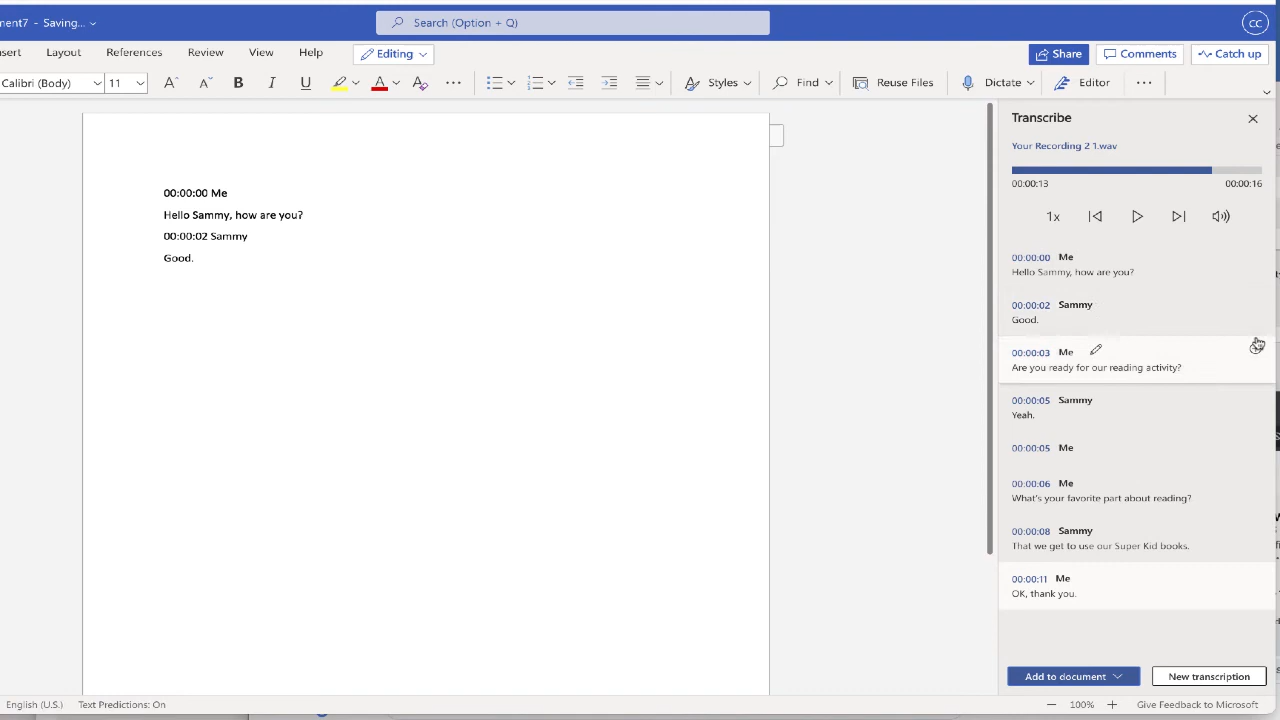 ment7 - Saving...
Search (Option + Q)
CC
nsert Layout References Review View Help Editing
Share Comments Catch up
Calibri (Body) 11 B I U A Styles Find Reuse Files Dictate Editor
Transcribe
Your Recording 2 1.wav
00:00:13 00:00:16
1x
00:00:00 Me
Hello Sammy, how are you?
00:00:02 Sammy
Good.
00:00:00 Me
Hello Sammy, how are you?
00:00:02 Sammy
Good.
00:00:03 Me
Are you ready for our reading activity?
00:00:05 Sammy
Yeah.
00:00:05 Me
00:00:06 Me
What's your favorite part about reading?
00:00:08 Sammy
That we get to use our Super Kid books.
00:00:11 Me
OK, thank you.
Add to document New transcription
English (U.S.) Text Predictions: On 100% Give Feedback to Microsoft